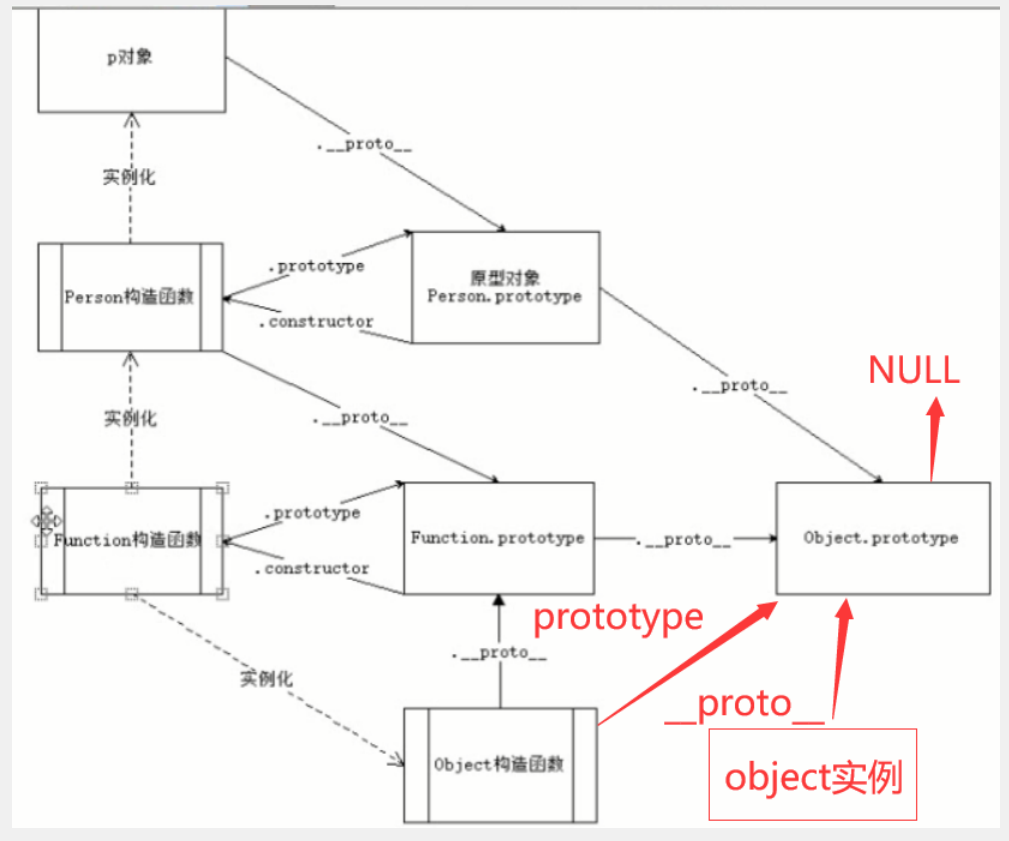 p对象
.__proto__
实例化
.prototype
原型对象
Person.prototype
Person构造函数
.constructor
.__proto__
NULL
实例化
.__proto__
.prototype
Function构造函数
Function.prototype
.__proto__
Object.prototype
.constructor
prototype
.__proto__
实例化
__proto__
Object构造函数
object实例